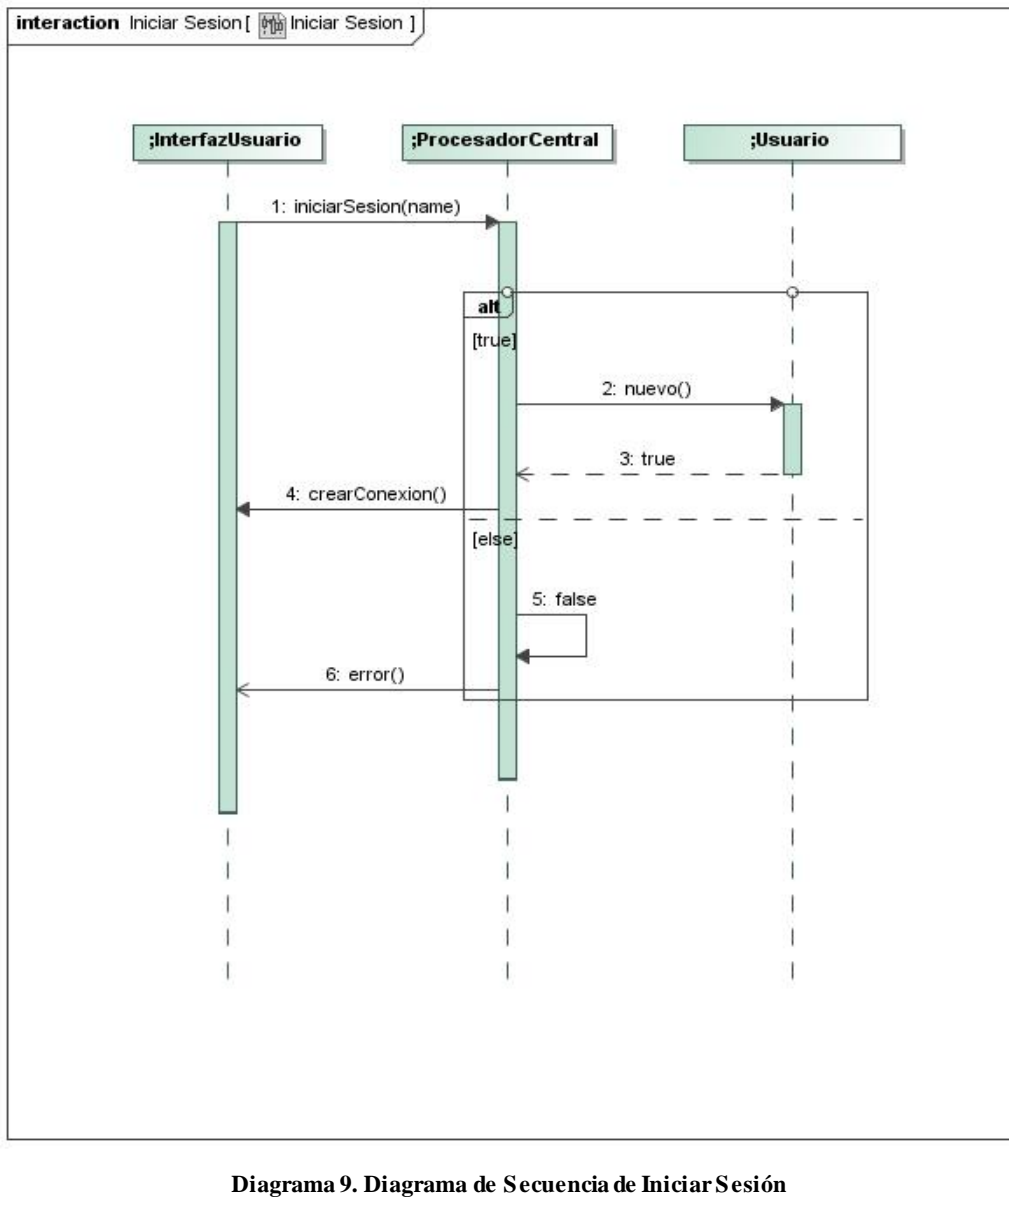 interaction Iniciar Sesion [ Iniciar Sesion ]
;InterfazUsuario
;ProcesadorCentral
;Usuario
1: iniciarSesion(name)
alt
[true]
2: nuevo()
3: true
4: crearConexion()
[else]
5: false
6: error()
Diagrama 9. Diagrama de Secuencia de Iniciar Sesión